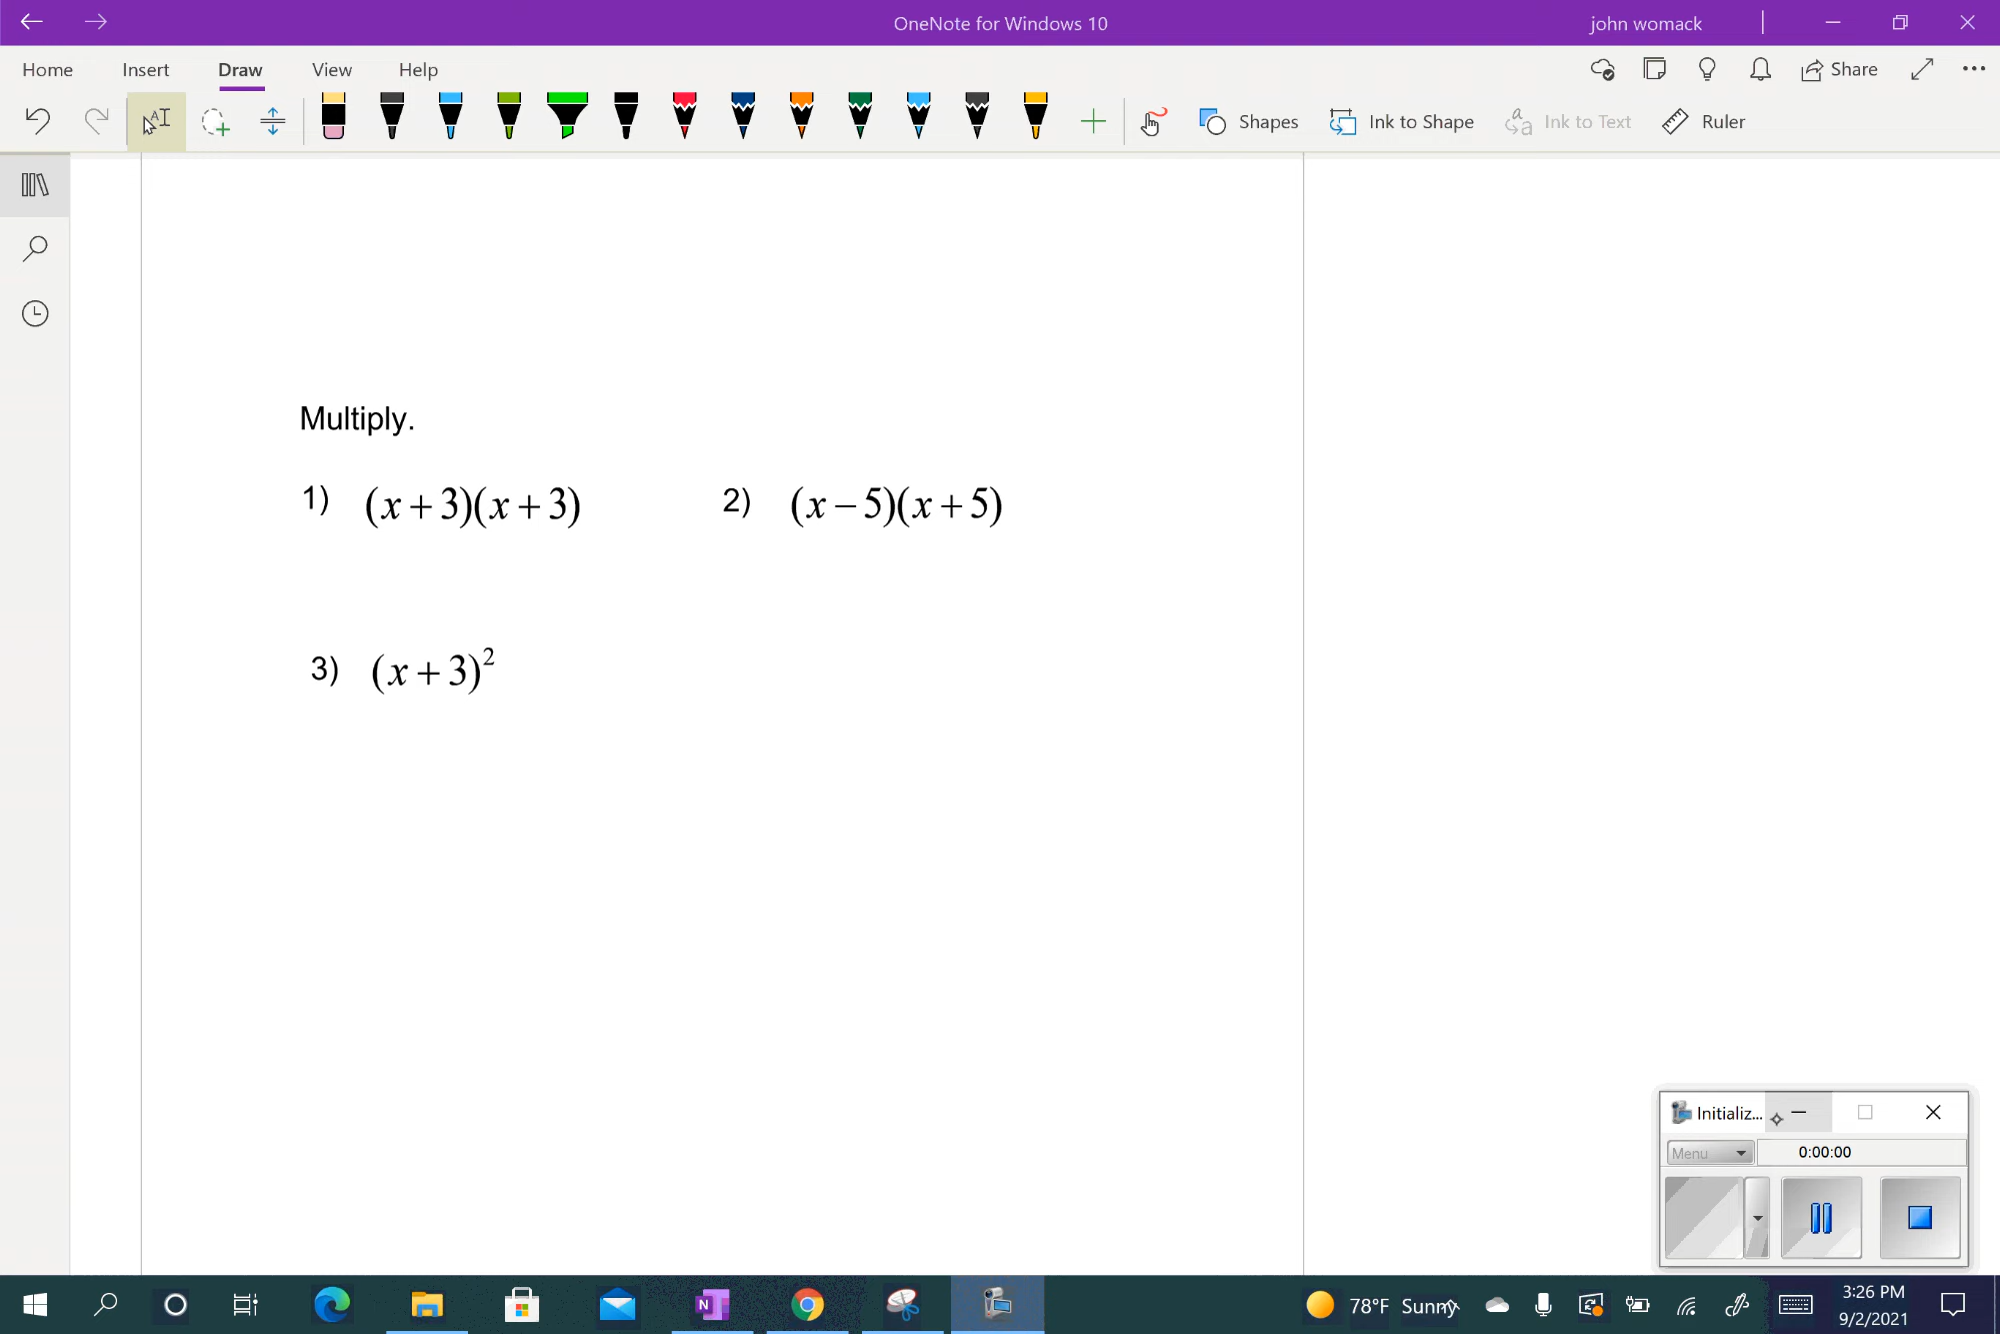 OneNote for Windows 10
john womack
Home Insert Draw View Help
Share
Shapes Ink to Shape Ink to Text Ruler
Multiply.
1) (x + 3)(x + 3) 2) (x − 5)(x + 5)
3) (x + 3)²
Initializ...
Menu 0:00:00
78°F Sunny
3:26 PM
9/2/2021